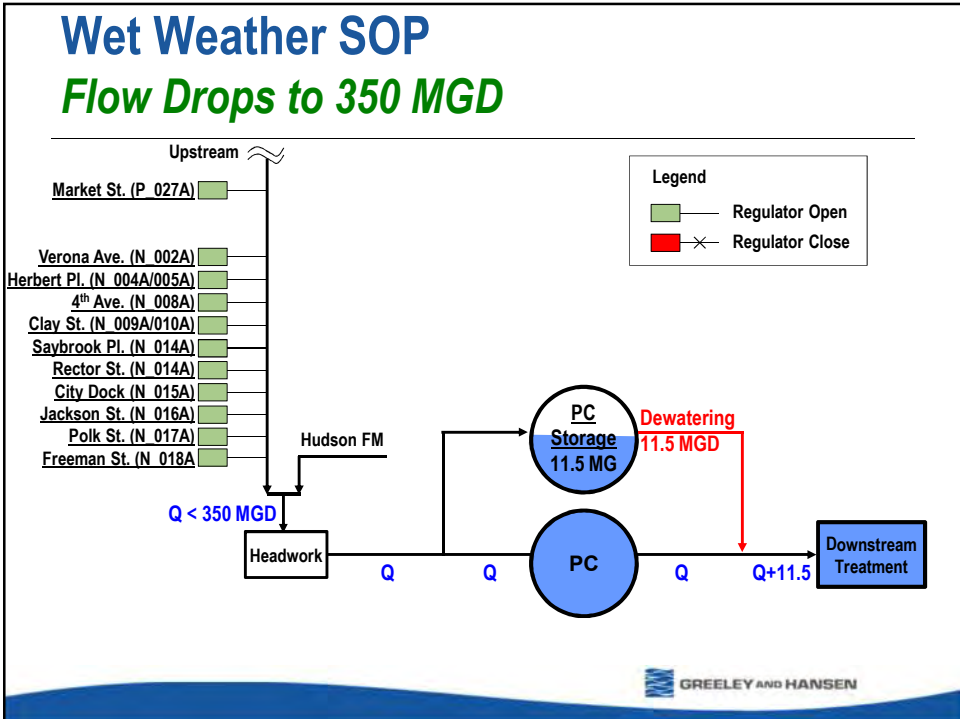 Wet Weather SOP
Flow Drops to 350 MGD
Upstream
Market St. (P_027A)
Verona Ave. (N_002A)
Herbert Pl. (N_004A/005A)
4th Ave. (N_008A)
Clay St. (N_009A/010A)
Saybrook Pl. (N_014A)
Rector St. (N_014A)
City Dock (N_015A)
Jackson St. (N_016A)
Polk St. (N_017A)
Freeman St. (N_018A
Legend
Regulator Open
Regulator Close
Hudson FM
Q < 350 MGD
Headwork
Q
Q
PC
Storage
11.5 MG
Dewatering
11.5 MGD
PC
Q
Q+11.5
Downstream
Treatment
GREELEY AND HANSEN